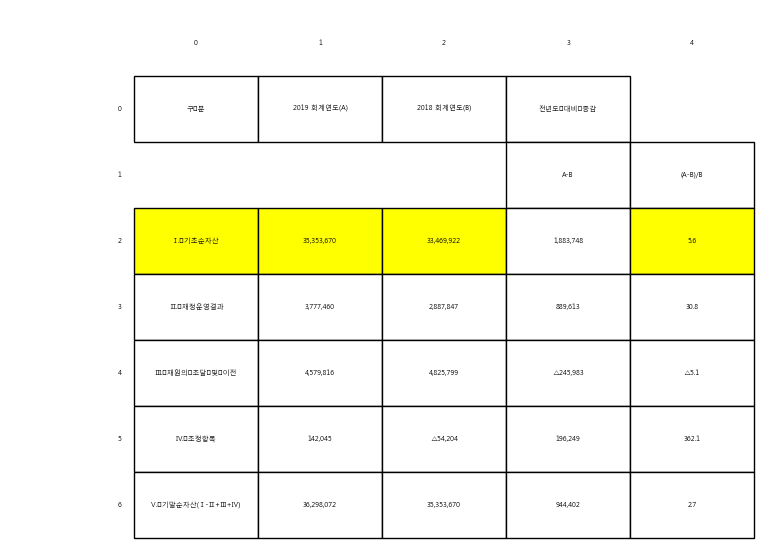 0 1 2 3 4
0 구 분 2019 회계연도(A) 2018 회계연도(B) 전년도 대비 증감
1 A-B (A-B)/B
2 Ⅰ. 기초순자산 35,353,670 33,469,922 1,883,748 5.6
3 Ⅱ. 재정운영결과 3,777,460 2,887,847 889,613 30.8
4 Ⅲ. 재원의 조달 및 이전 4,579,816 4,825,799 △245,983 △5.1
5 Ⅳ. 조정항목 142,045 △54,204 196,249 362.1
6 Ⅴ. 기말순자산(Ⅰ-Ⅱ+Ⅲ+Ⅳ) 36,298,072 35,353,670 944,402 2.7